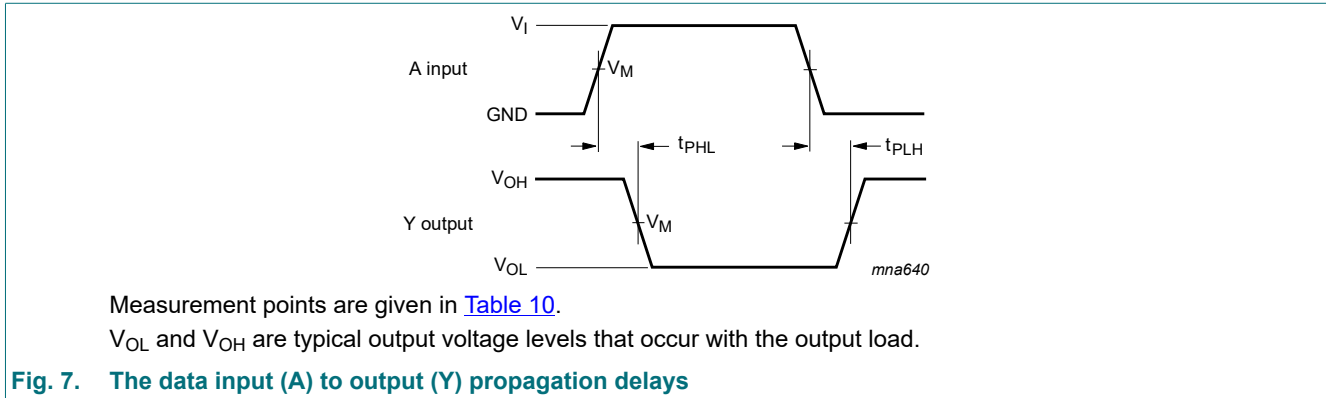 V_I
A input
V_M
GND
t_PHL
t_PLH
V_OH
Y output
V_M
V_OL
mna640
Measurement points are given in Table 10.
V_OL and V_OH are typical output voltage levels that occur with the output load.
Fig. 7. The data input (A) to output (Y) propagation delays